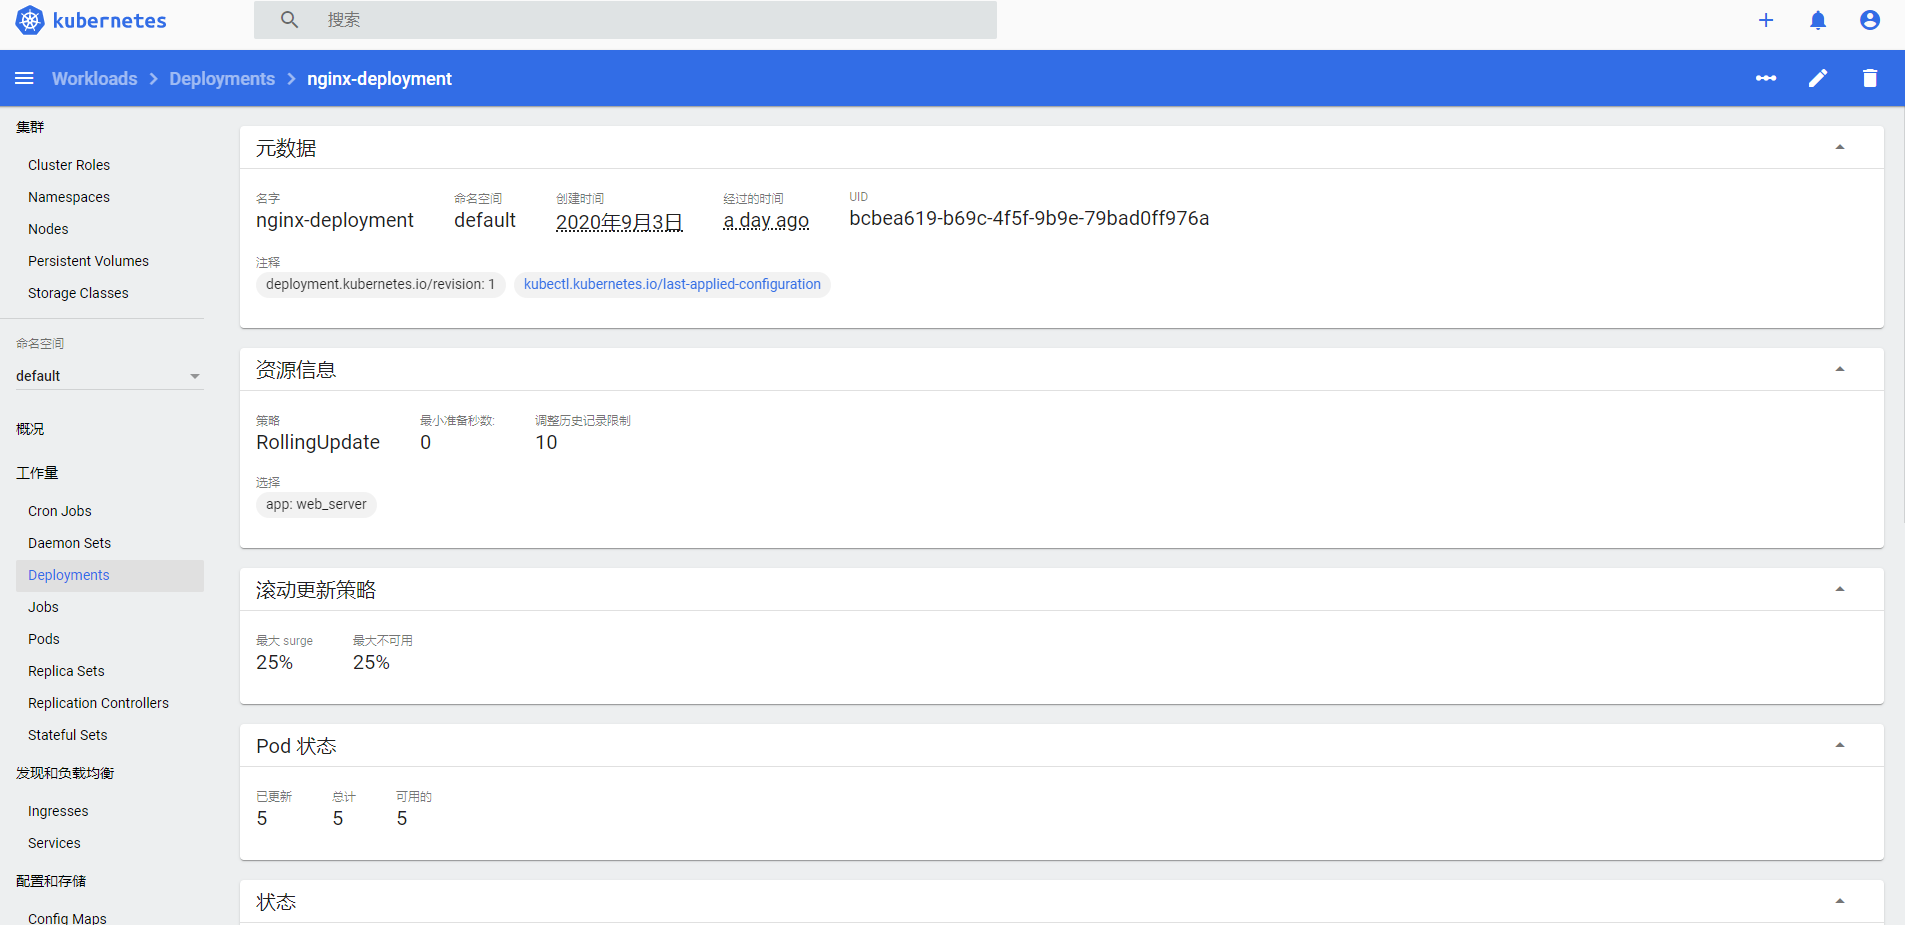 kubernetes
搜索
Workloads > Deployments > nginx-deployment
集群
Cluster Roles
Namespaces
Nodes
Persistent Volumes
Storage Classes
命名空间
default
概况
工作量
Cron Jobs
Daemon Sets
Deployments
Jobs
Pods
Replica Sets
Replication Controllers
Stateful Sets
发现和负载均衡
Ingresses
Services
配置和存储
Config Maps
元数据
名字 命名空间 创建时间 经过的时间 UID
nginx-deployment default 2020年9月3日 a day ago bcbea619-b69c-4f5f-9b9e-79bad0ff976a
注释
deployment.kubernetes.io/revision: 1 kubectl.kubernetes.io/last-applied-configuration
资源信息
策略 最小准备秒数: 调整历史记录限制
RollingUpdate 0 10
选择
app: web_server
滚动更新策略
最大 surge 最大不可用
25% 25%
Pod 状态
已更新 总计 可用的
5 5 5
状态